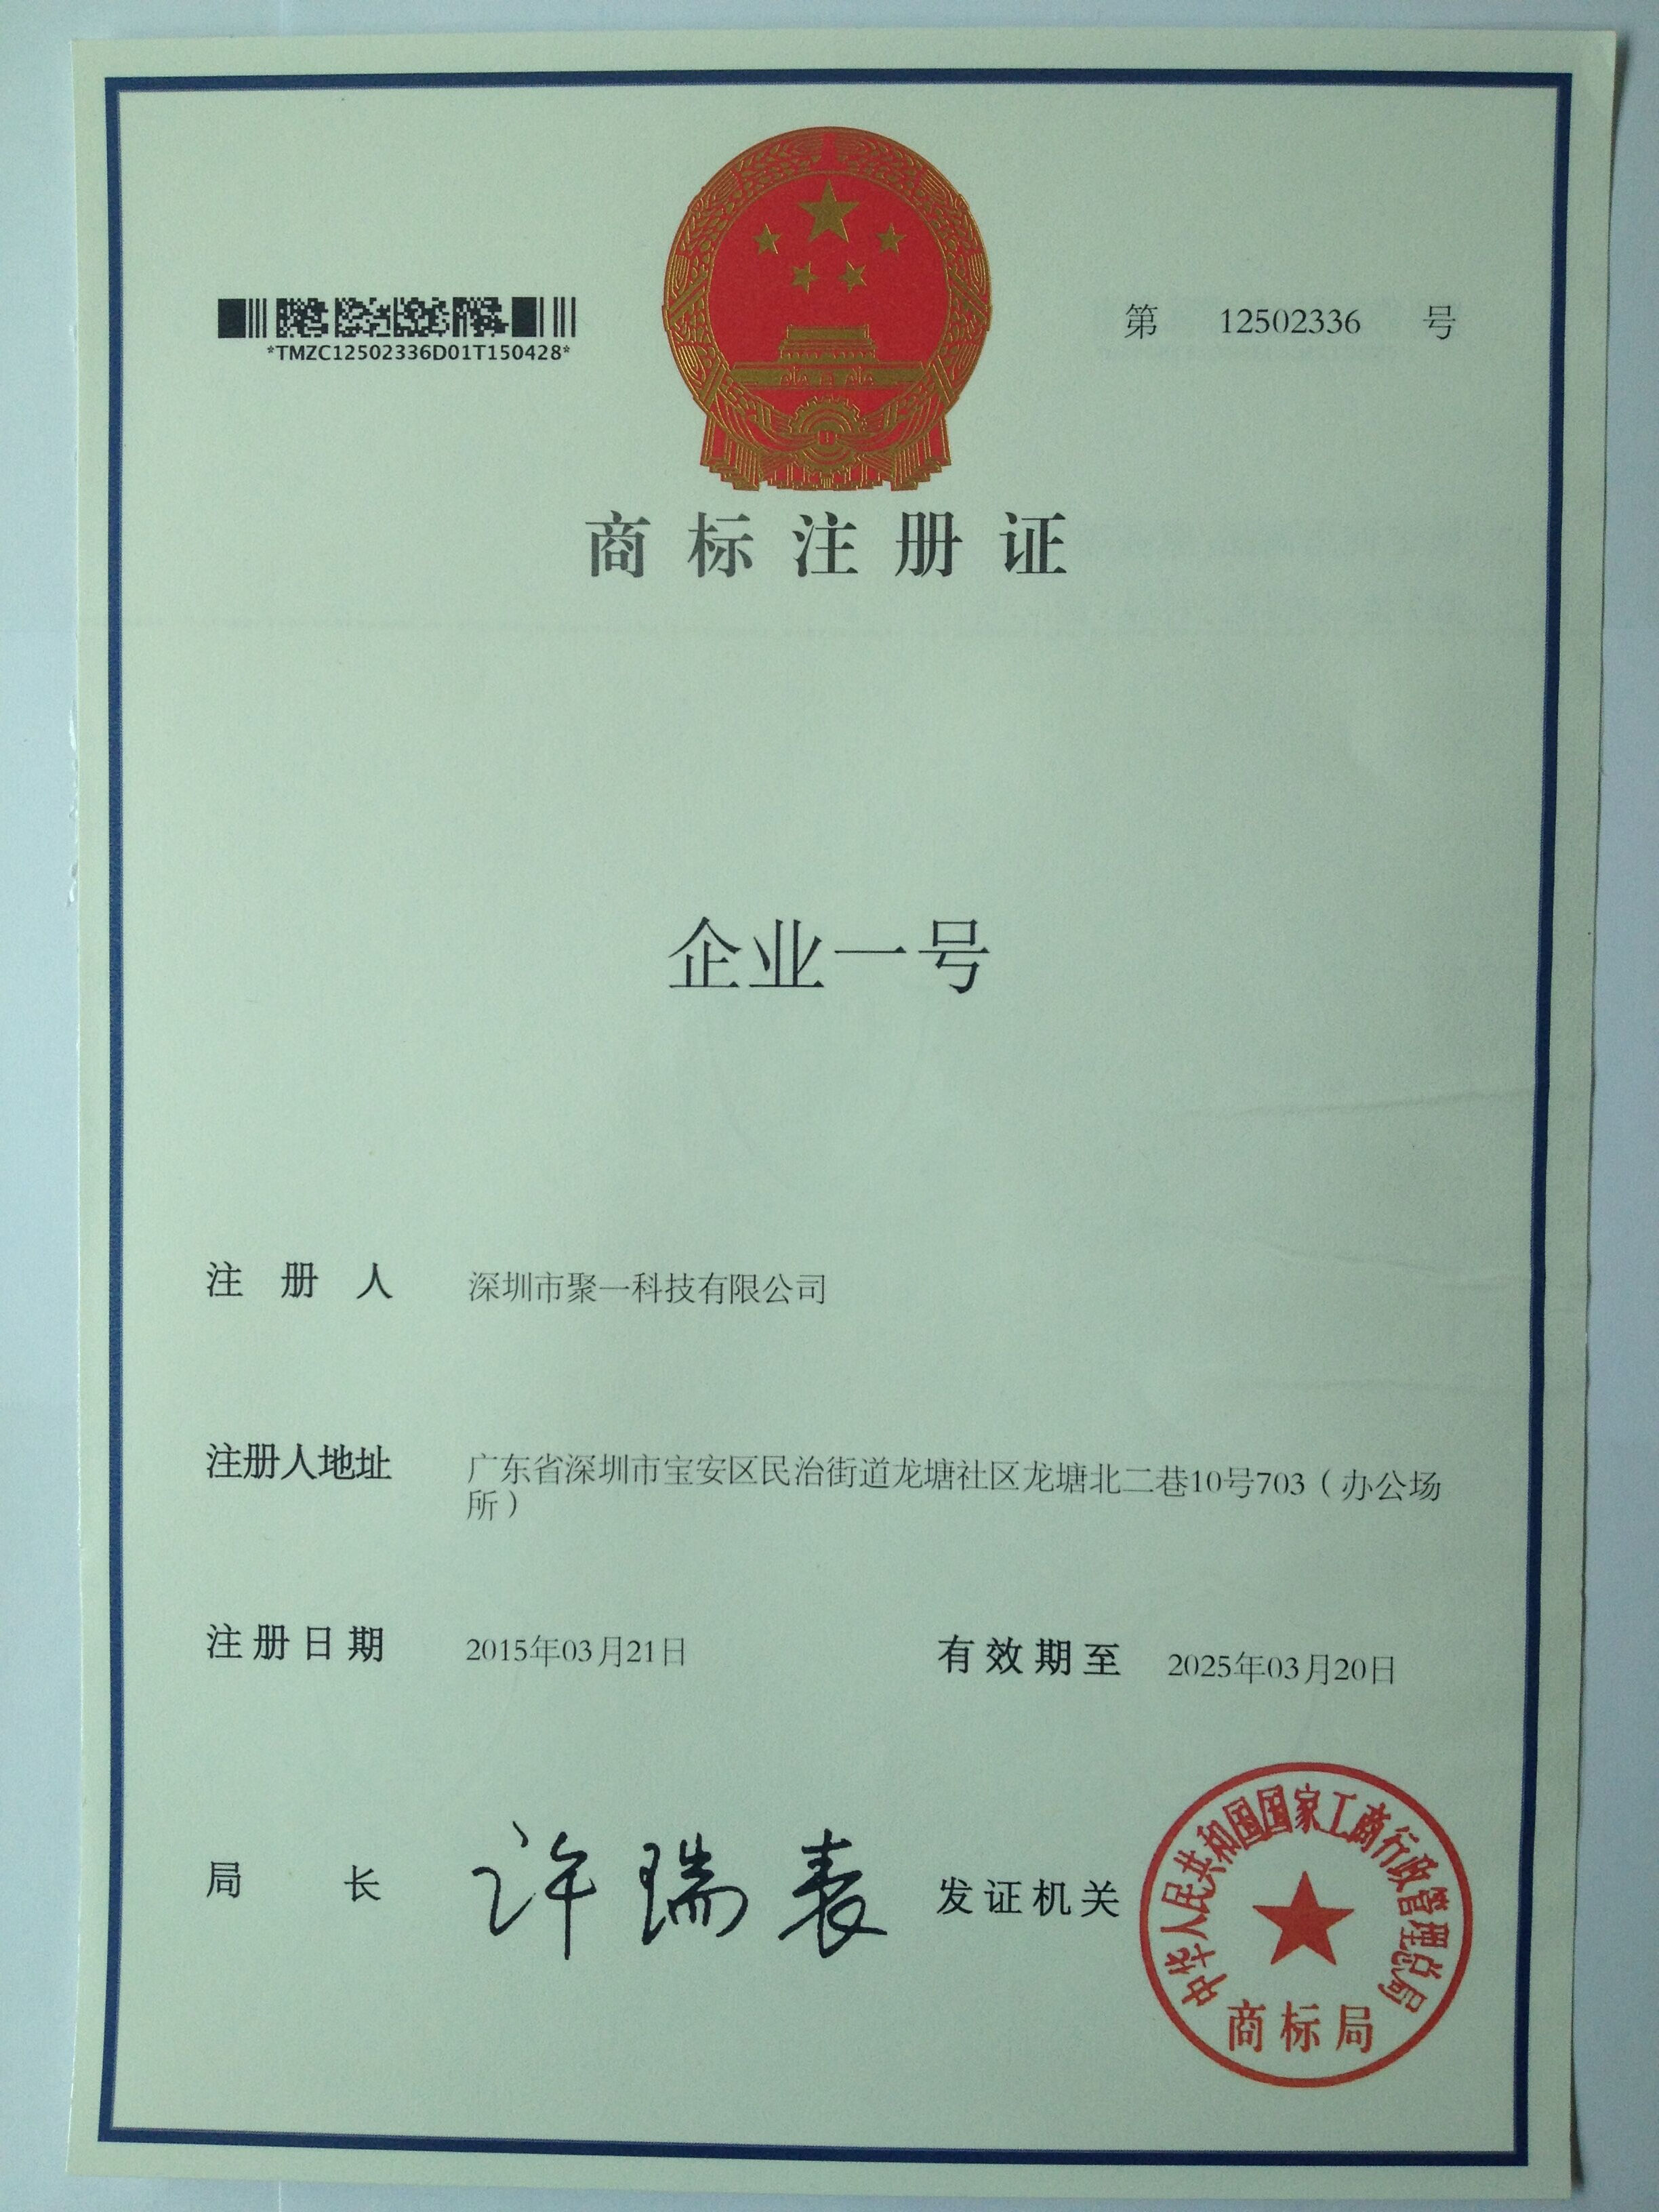 *TMZC12502336D01T150428*
第 12502336 号
商标注册证
企业一号
注册人 深圳市聚一科技有限公司
注册人地址 广东省深圳市宝安区民治街道龙塘社区龙塘北二巷10号703（办公场
所）
注册日期 2015年03月21日 有效期至 2025年03月20日
局长 许瑞表 发证机关
中华人民共和国国家工商行政管理总局
商标局